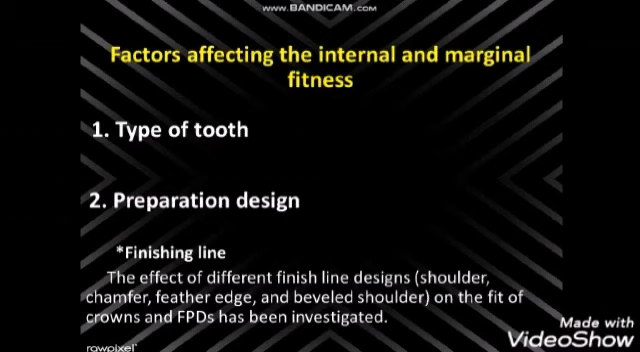 www.BANDICAM.com
Factors affecting the internal and marginal
fitness
1. Type of tooth
2. Preparation design
*Finishing line
The effect of different finish line designs (shoulder,
chamfer, feather edge, and beveled shoulder) on the fit of
crowns and FPDs has been investigated.
rawpixel
Made with
VideoShow